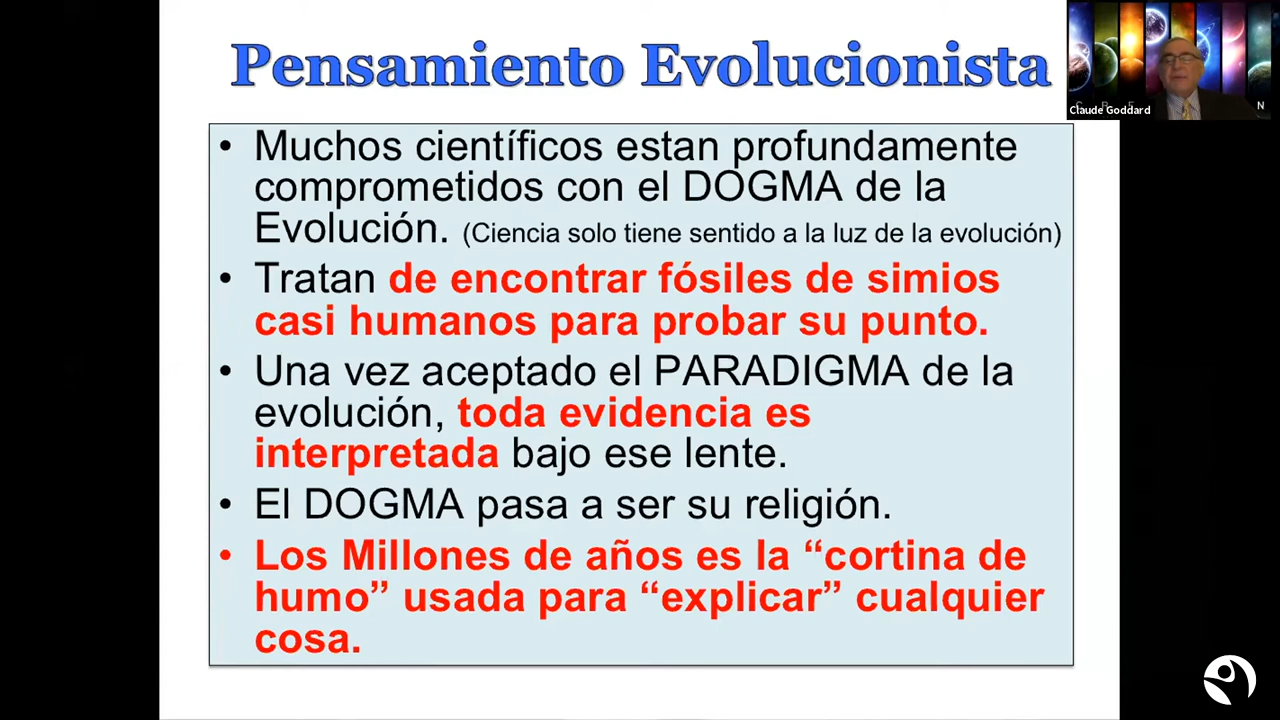 Pensamiento Evolucionista
Claude Goddard
N
• Muchos científicos estan profundamente
comprometidos con el DOGMA de la
Evolución. (Ciencia solo tiene sentido a la luz de la evolución)
• Tratan de encontrar fósiles de simios
casi humanos para probar su punto.
• Una vez aceptado el PARADIGMA de la
evolución, toda evidencia es
interpretada bajo ese lente.
• El DOGMA pasa a ser su religión.
• Los Millones de años es la “cortina de
humo” usada para “explicar” cualquier
cosa.